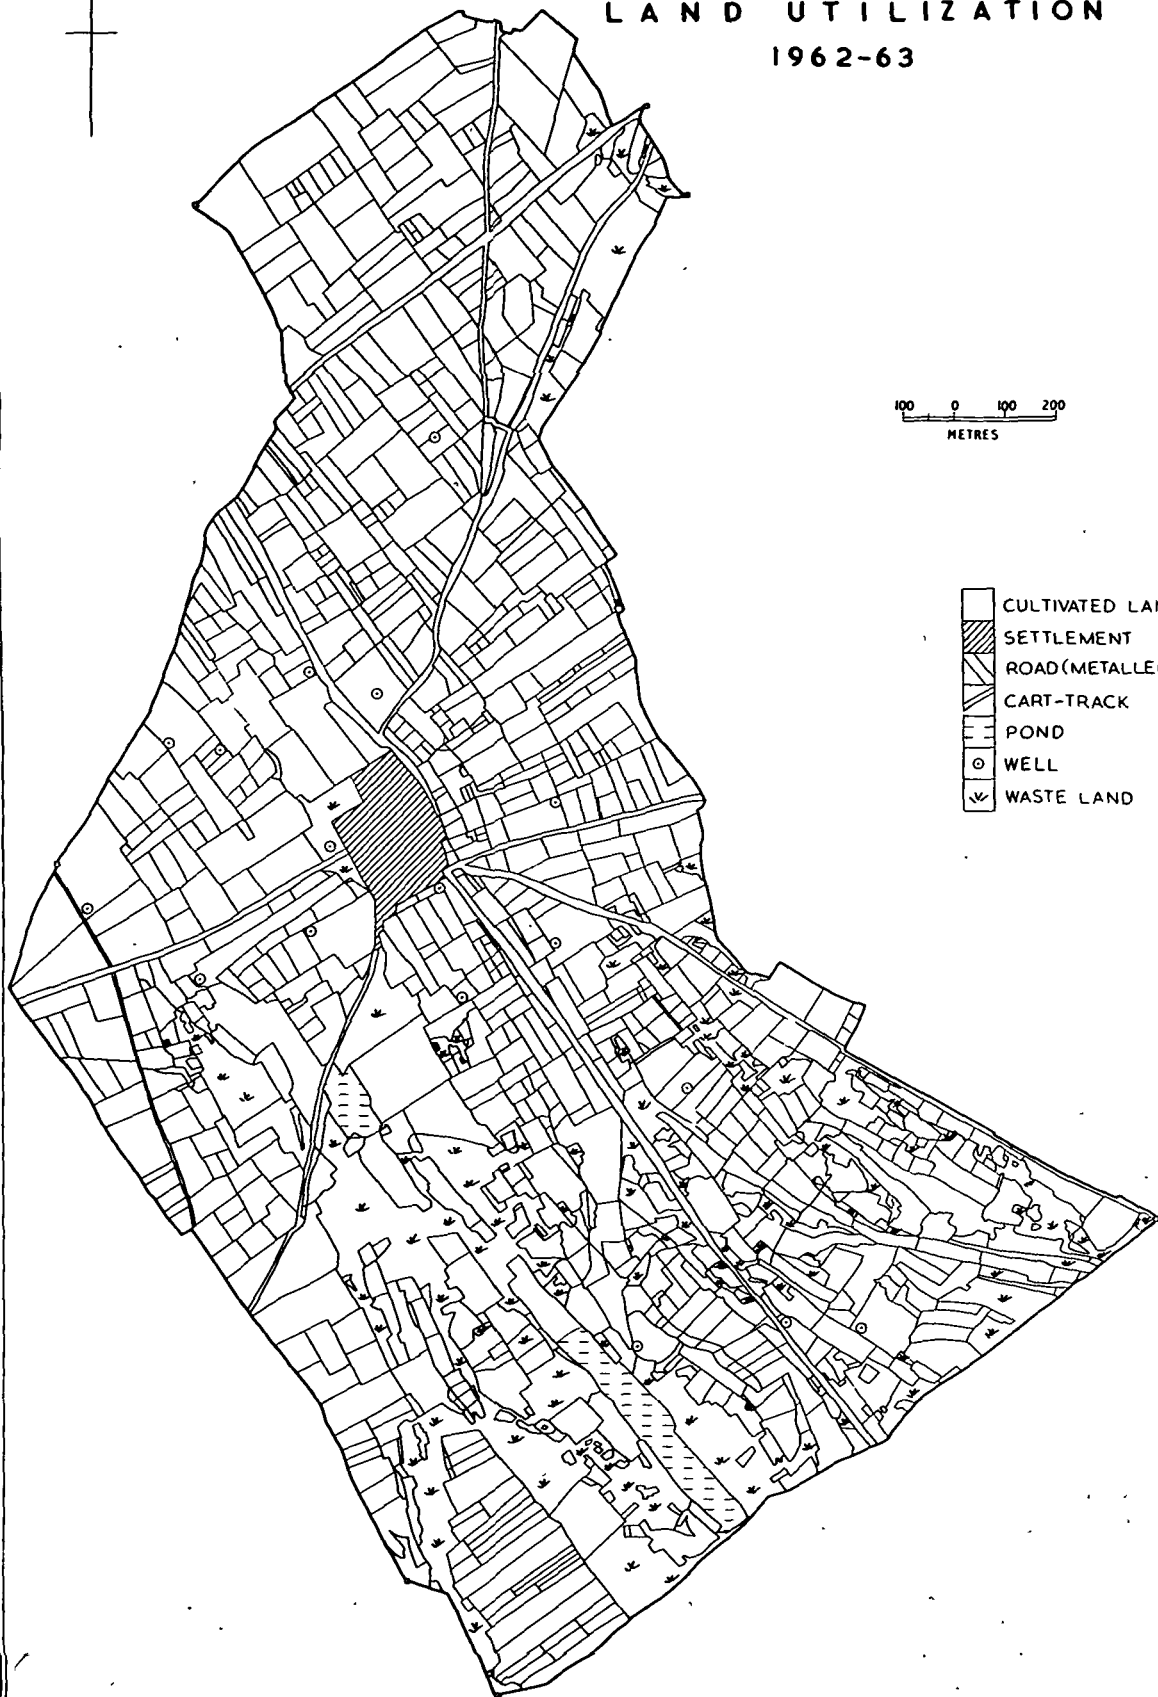 LAND UTILIZATION
1962-63
100 0 100 200
METRES
CULTIVATED LAN
SETTLEMENT
ROAD(METALLE
CART-TRACK
POND
WELL
WASTE LAND